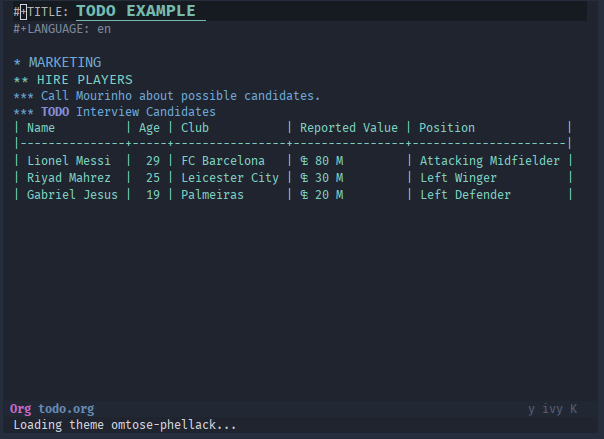 #+TITLE: TODO EXAMPLE
#+LANGUAGE: en
* MARKETING
** HIRE PLAYERS
*** Call Mourinho about possible candidates.
*** TODO Interview Candidates
| Name          | Age | Club           | Reported Value | Position             |
|---------------+-----+----------------+----------------+----------------------|
| Lionel Messi  |  29 | FC Barcelona   | ₠ 80 M         | Attacking Midfielder |
| Riyad Mahrez  |  25 | Leicester City | ₠ 30 M         | Left Winger          |
| Gabriel Jesus |  19 | Palmeiras      | ₠ 20 M         | Left Defender        |
Org todo.org y ivy K
Loading theme omtose-phellack...